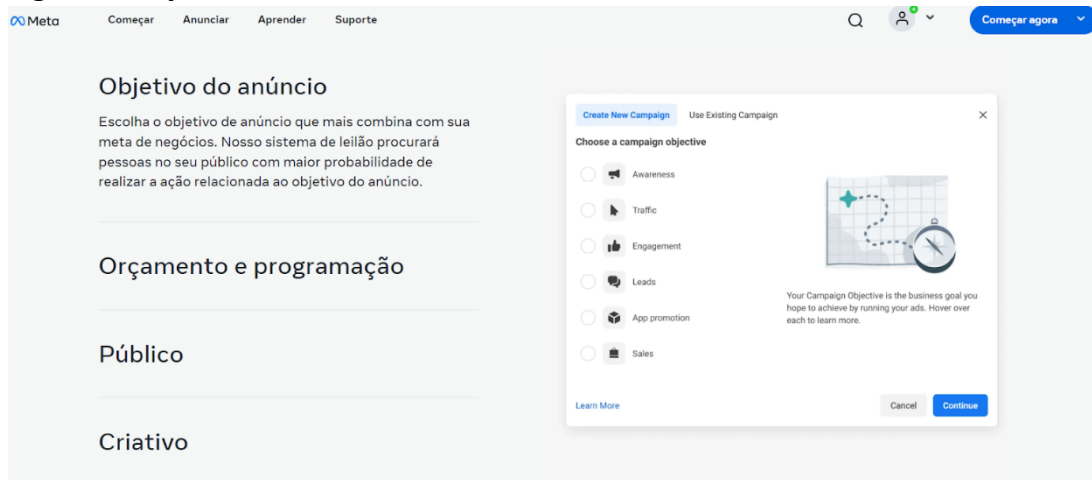 Meta Começar Anunciar Aprender Suporte Começar agora
Objetivo do anúncio
Escolha o objetivo de anúncio que mais combina com sua
meta de negócios. Nosso sistema de leilão procurará
pessoas no seu público com maior probabilidade de
realizar a ação relacionada ao objetivo do anúncio.
Orçamento e programação
Público
Criativo
Create New Campaign Use Existing Campaign
Choose a campaign objective
Awareness
Traffic
Engagement
Leads
App promotion
Sales
Your Campaign Objective is the business goal you
hope to achieve by running your ads. Hover over
each to learn more.
Learn More Cancel Continue